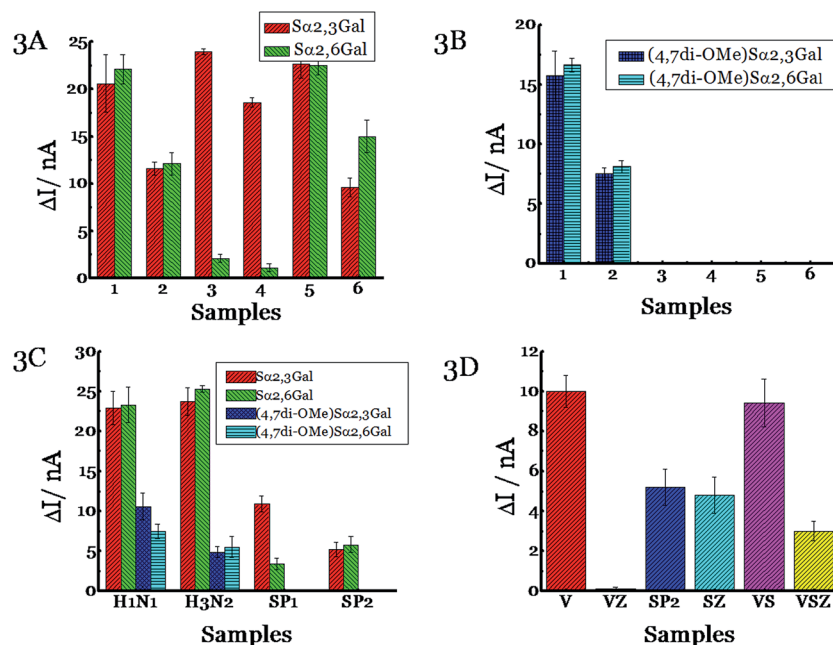 3A
Sα2,3Gal
Sα2,6Gal
25
20
15
10
5
0
ΔI/ nA
1 2 3 4 5 6
Samples
3B
(4,7di-OMe)Sα2,3Gal
(4,7di-OMe)Sα2,6Gal
20
15
10
5
0
ΔI/ nA
1 2 3 4 5 6
Samples
3C
Sα2,3Gal
Sα2,6Gal
(4,7di-OMe)Sα2,3Gal
(4,7di-OMe)Sα2,6Gal
30
25
20
15
10
5
0
ΔI/ nA
H1N1 H3N2 SP1 SP2
Samples
3D
12
10
8
6
4
2
0
ΔI/ nA
V VZ SP2 SZ VS VSZ
Samples